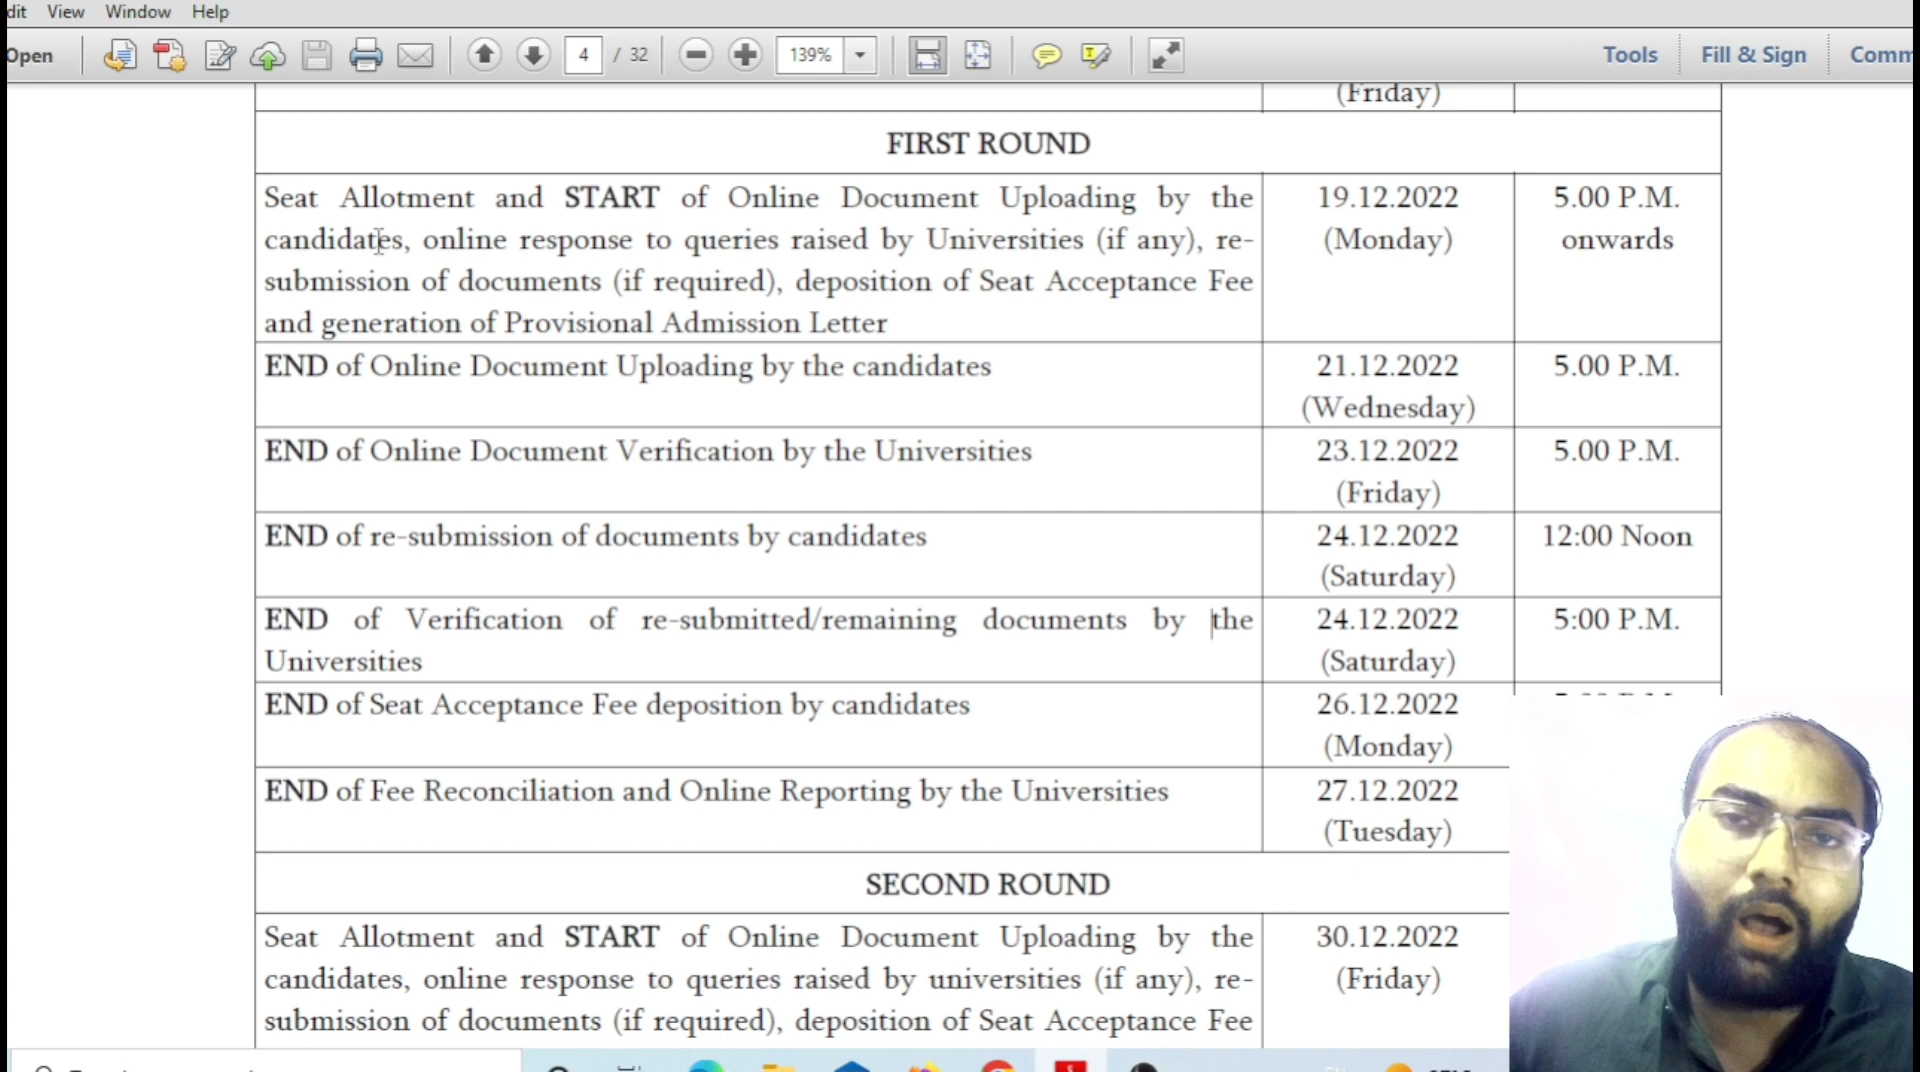 dit View Window Help
Open 4 / 32 139% Tools Fill & Sign Comm
(Friday)
FIRST ROUND
Seat Allotment and START of Online Document Uploading by the
candidates, online response to queries raised by Universities (if any), re-
submission of documents (if required), deposition of Seat Acceptance Fee
and generation of Provisional Admission Letter
19.12.2022
(Monday)
5.00 P.M.
onwards
END of Online Document Uploading by the candidates
21.12.2022
(Wednesday)
5.00 P.M.
END of Online Document Verification by the Universities
23.12.2022
(Friday)
5.00 P.M.
END of re-submission of documents by candidates
24.12.2022
(Saturday)
12:00 Noon
END of Verification of re-submitted/remaining documents by the
Universities
24.12.2022
(Saturday)
5:00 P.M.
END of Seat Acceptance Fee deposition by candidates
26.12.2022
(Monday)
END of Fee Reconciliation and Online Reporting by the Universities
27.12.2022
(Tuesday)
SECOND ROUND
Seat Allotment and START of Online Document Uploading by the
candidates, online response to queries raised by universities (if any), re-
submission of documents (if required), deposition of Seat Acceptance Fee
30.12.2022
(Friday)